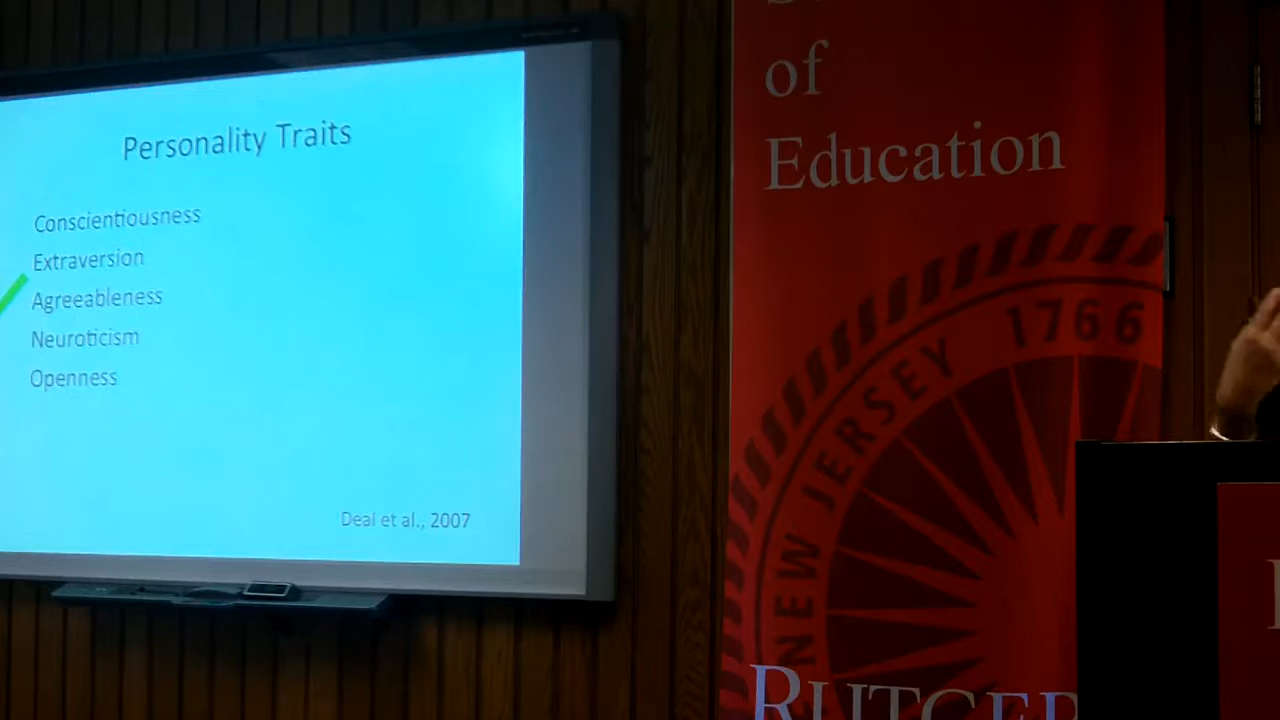 Personality Traits
Conscientiousness
Extraversion
Agreeableness
Neuroticism
Openness
Deal et al., 2007
of
Education
1766
NEW JERSEY